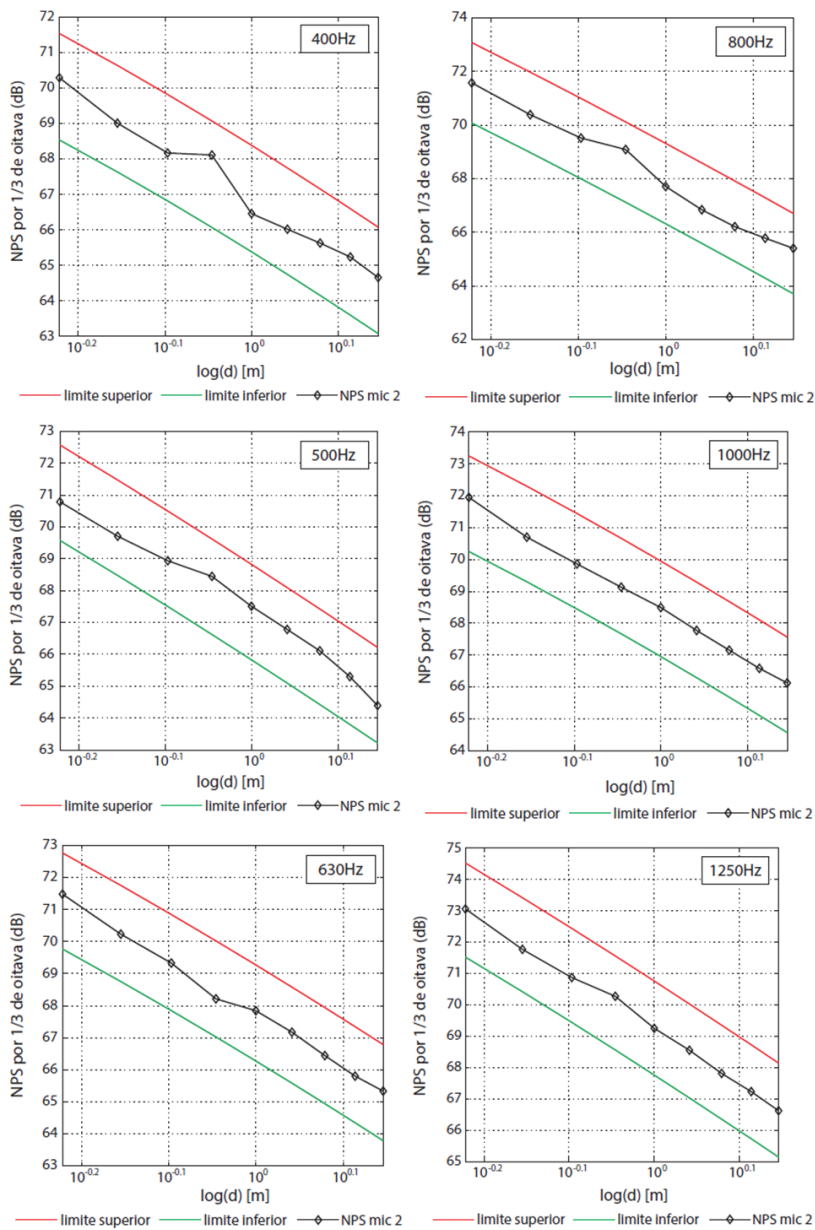 400Hz
NPS por 1/3 de oitava (dB)
72
71
70
69
68
67
66
65
64
63
10^-0.2 10^-0.1 10^0 10^0.1
log(d) [m]
limite superior limite inferior NPS mic 2
800Hz
NPS por 1/3 de oitava (dB)
74
72
70
68
66
64
62
10^-0.2 10^-0.1 10^0 10^0.1
log(d) [m]
limite superior limite inferior NPS mic 2
500Hz
NPS por 1/3 de oitava (dB)
73
72
71
70
69
68
67
66
65
64
63
10^-0.2 10^-0.1 10^0 10^0.1
log(d) [m]
limite superior limite inferior NPS mic 2
1000Hz
NPS por 1/3 de oitava (dB)
74
73
72
71
70
69
68
67
66
65
64
10^-0.2 10^-0.1 10^0 10^0.1
log(d) [m]
limite superior limite inferior NPS mic 2
630Hz
NPS por 1/3 de oitava (dB)
73
72
71
70
69
68
67
66
65
64
63
10^-0.2 10^-0.1 10^0 10^0.1
log(d) [m]
limite superior limite inferior NPS mic 2
1250Hz
NPS por 1/3 de oitava (dB)
75
74
73
72
71
70
69
68
67
66
65
10^-0.2 10^-0.1 10^0 10^0.1
log(d) [m]
limite superior limite inferior NPS mic 2